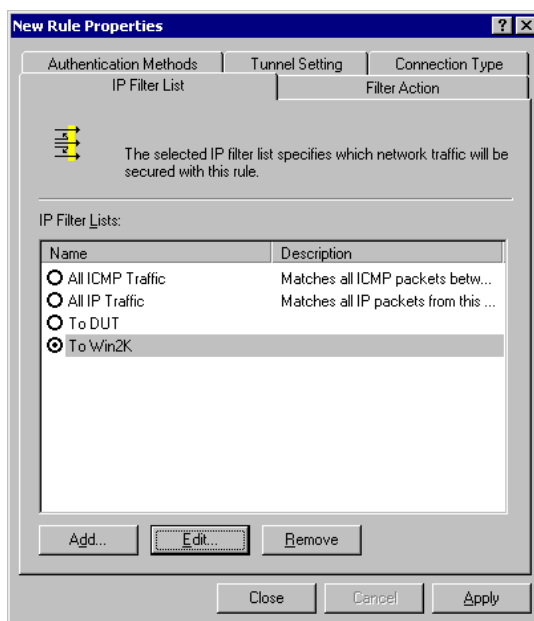 New Rule Properties
Authentication Methods Tunnel Setting Connection Type
IP Filter List Filter Action
The selected IP filter list specifies which network traffic will be
secured with this rule.
IP Filter Lists:
Name Description
All ICMP Traffic Matches all ICMP packets betw...
All IP Traffic Matches all IP packets from this ...
To DUT
To Win2K
Add... Edit... Remove
Close Cancel Apply